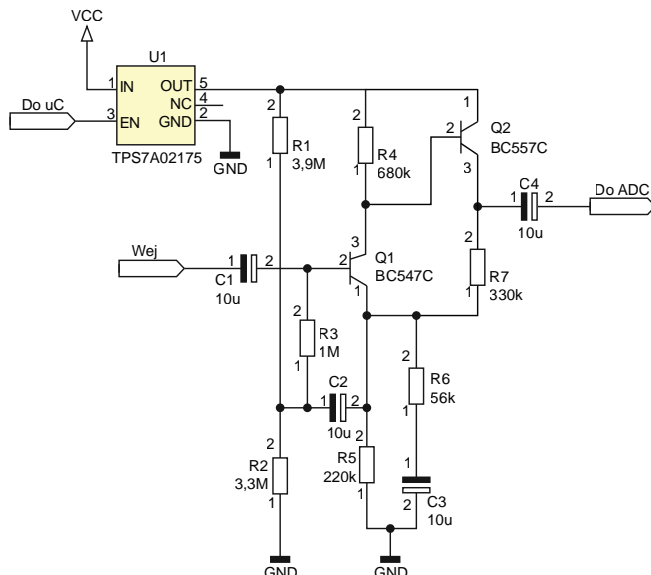 VCC
U1
1 IN OUT 5
NC 4
3 EN GND 2
Do uC
TPS7A02175
GND
2
R1
3,9M
1
2
R4
680k
1
1
2
Q2
BC557C
3
C4
1 2
10u
Do ADC
Wej
1 2
C1
10u
3
2
Q1
BC547C
1
2
R7
330k
1
2
R3
1M
1
C2
1 2
10u
2
R6
56k
1
2
R2
3,3M
1
2
R5
220k
1
1
2
C3
10u
GND
GND